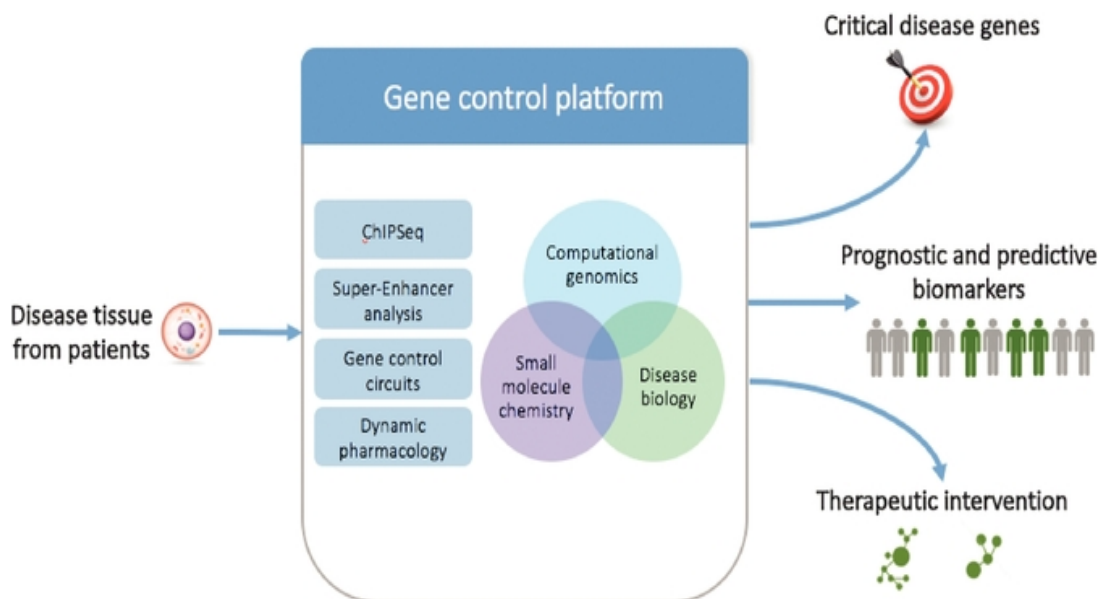 Critical disease genes
Gene control platform
ChIPSeq
Super-Enhancer
analysis
Gene control
circuits
Dynamic
pharmacology
Computational
genomics
Small
molecule
chemistry
Disease
biology
Disease tissue
from patients
Prognostic and predictive
biomarkers
Therapeutic intervention